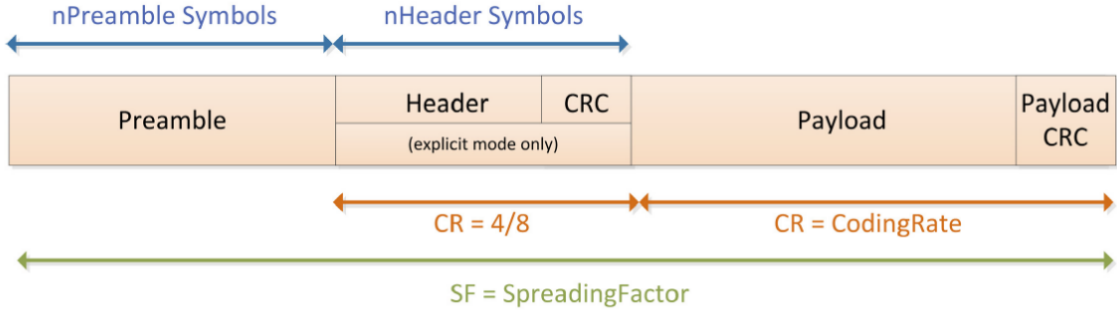 nPreamble Symbols
nHeader Symbols
Preamble
Header
CRC
(explicit mode only)
Payload
Payload
CRC
CR = 4/8
CR = CodingRate
SF = SpreadingFactor